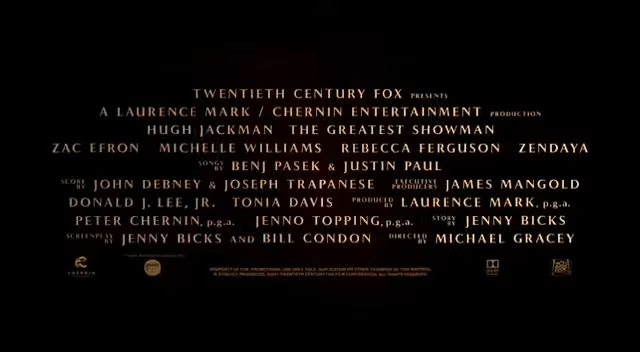 TWENTIETH CENTURY FOX PRESENTS
A LAURENCE MARK / CHERNIN ENTERTAINMENT PRODUCTION
HUGH JACKMAN THE GREATEST SHOWMAN
ZAC EFRON MICHELLE WILLIAMS REBECCA FERGUSON ZENDAYA
SONGS BY BENJ PASEK & JUSTIN PAUL
SCORE BY JOHN DEBNEY & JOSEPH TRAPANESE EXECUTIVE PRODUCERS JAMES MANGOLD
DONALD J. LEE, JR. TONIA DAVIS PRODUCED BY LAURENCE MARK, p.g.a.
PETER CHERNIN, p.g.a. JENNO TOPPING, p.g.a. STORY BY JENNY BICKS
SCREENPLAY BY JENNY BICKS AND BILL CONDON DIRECTED BY MICHAEL GRACEY
CHERNIN
DOLBY
FOX